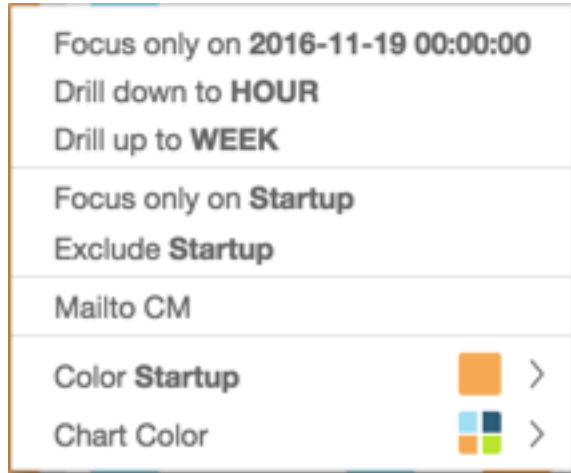 Focus only on 2016-11-19 00:00:00
Drill down to HOUR
Drill up to WEEK
Focus only on Startup
Exclude Startup
Mailto CM
Color Startup
Chart Color